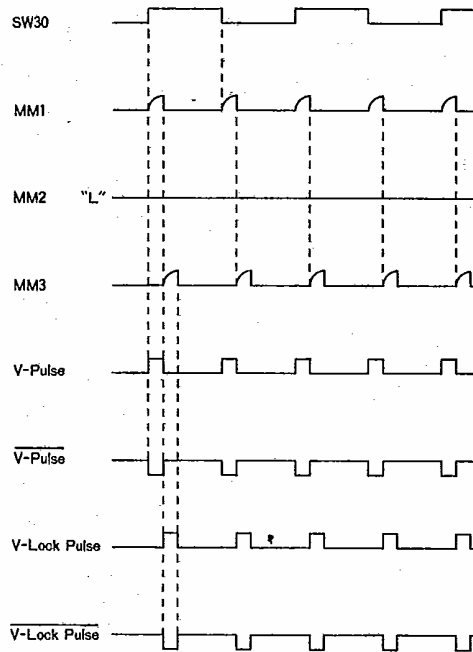 SW30
MM1
MM2 "L"
MM3
V-Pulse
V-Pulse
V-Lock Pulse
V-Lock Pulse